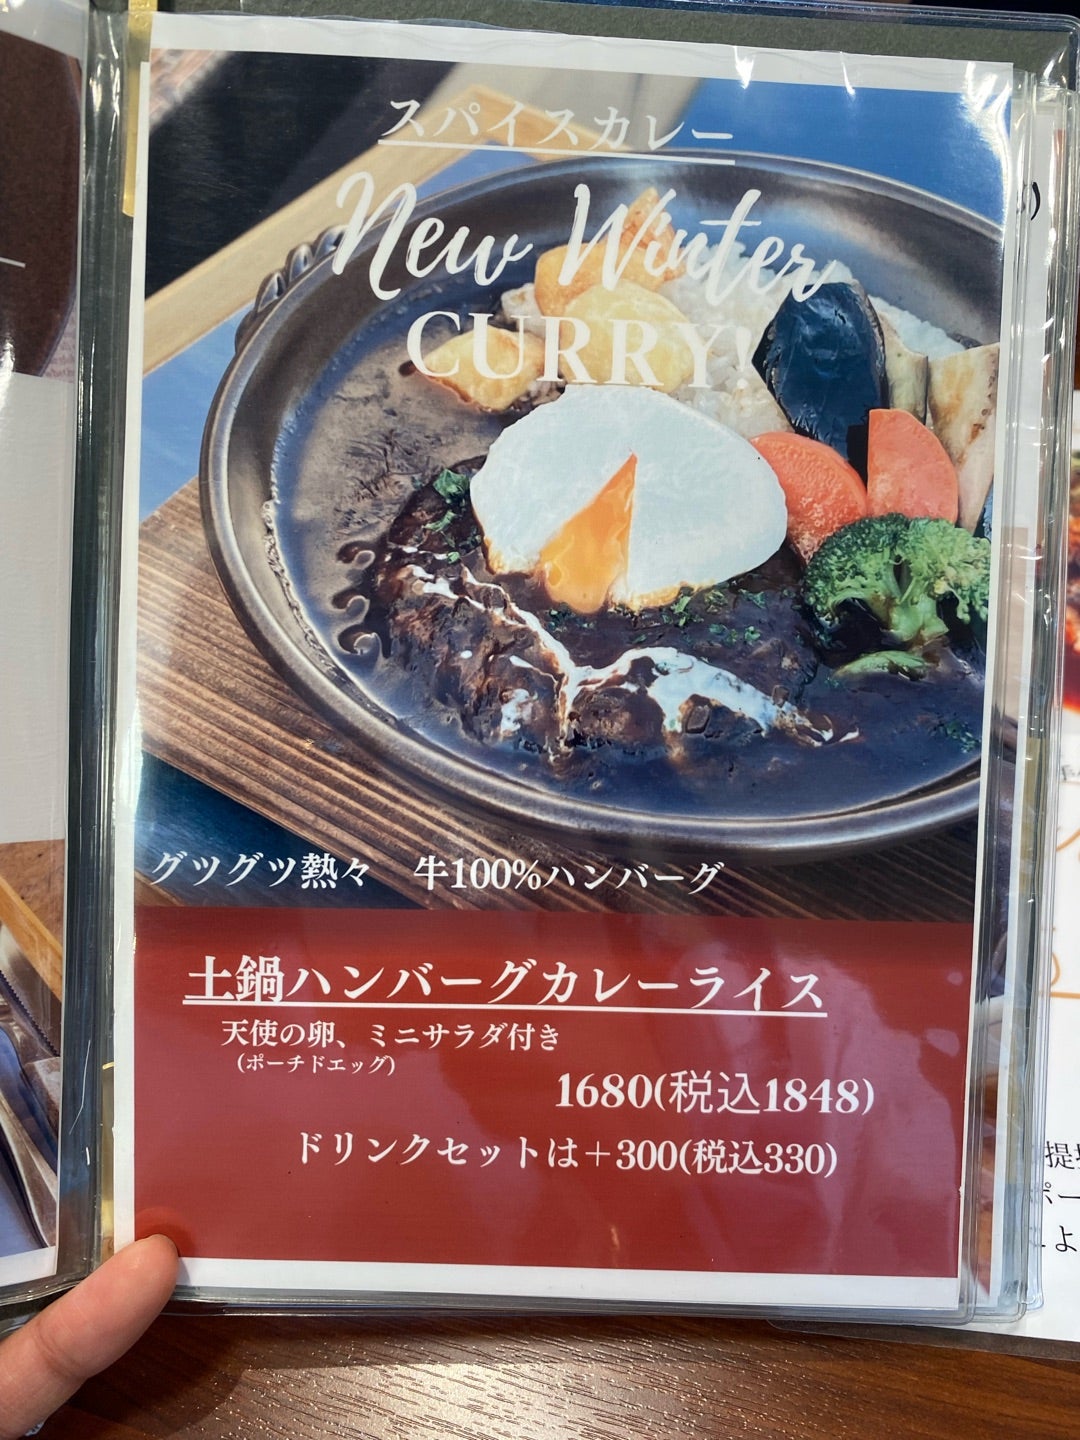 スパイスカレー
New Winter
CURRY!
グツグツ熱々　牛100%ハンバーグ
土鍋ハンバーグカレーライス
天使の卵、ミニサラダ付き
(ポーチドエッグ)
1680(税込1848)
ドリンクセットは＋300(税込330)